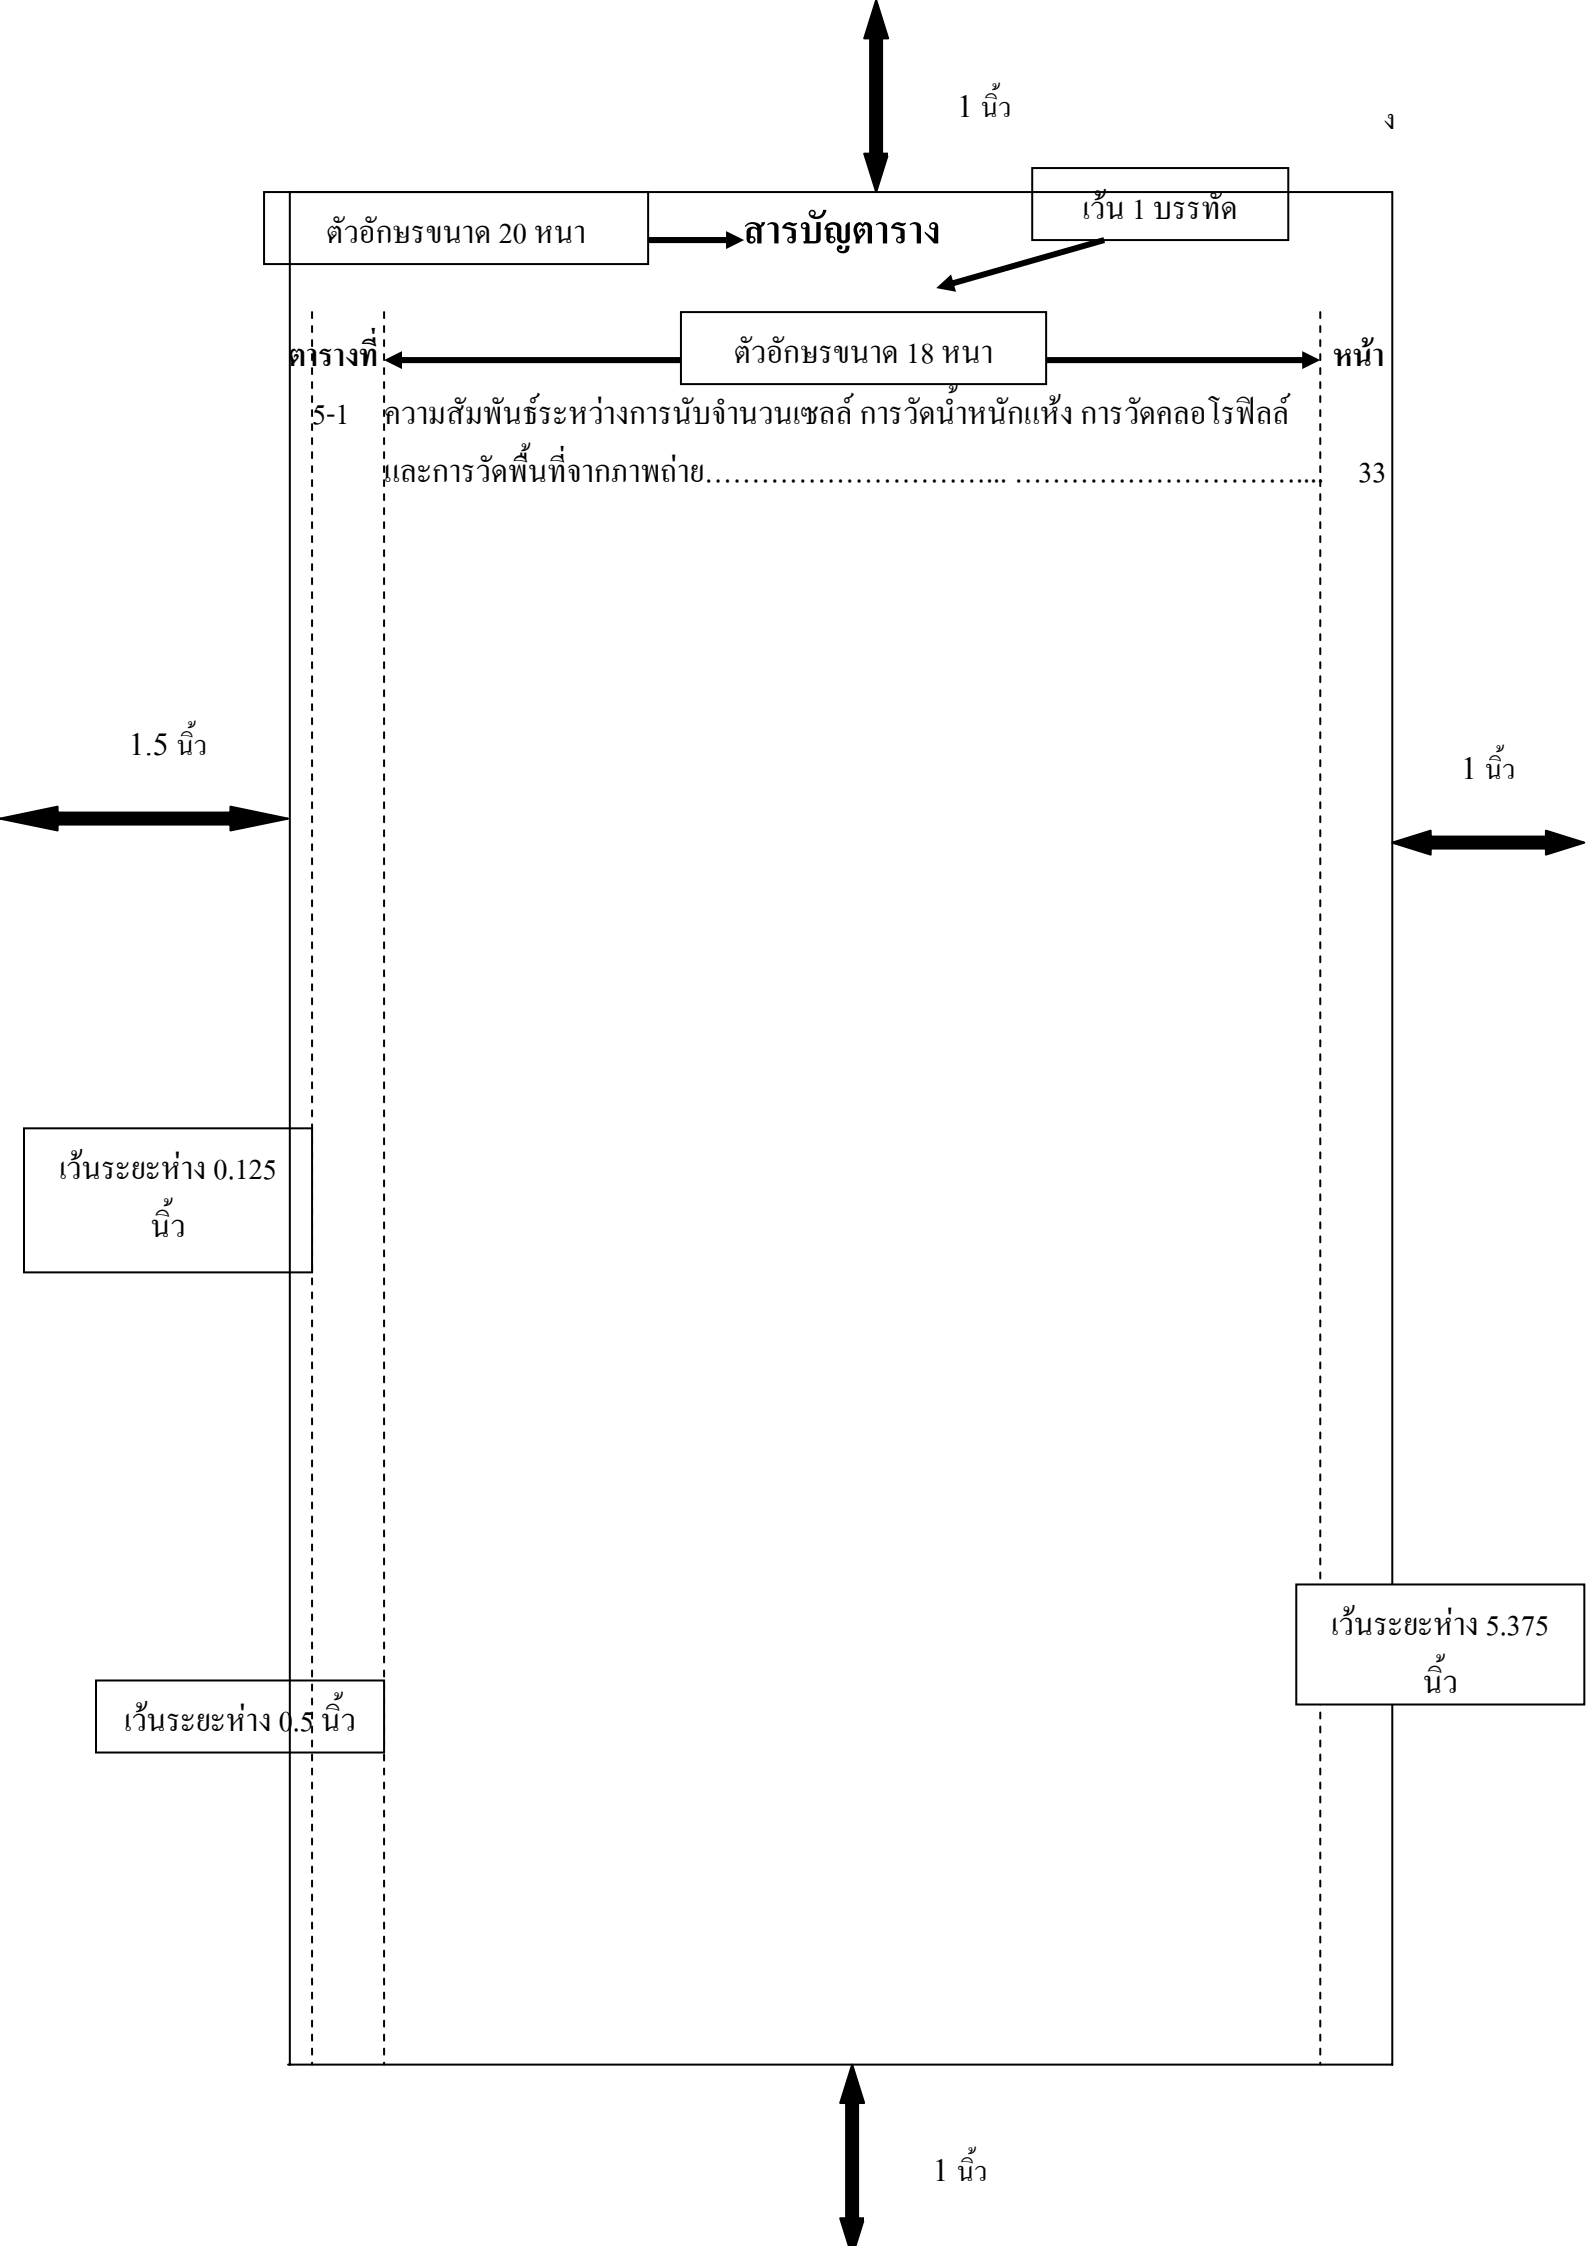 1 นิ้ว
ง
เว้น 1 บรรทัด
ตัวอักษรขนาด 20 หนา
สารบัญตาราง
ตารางที่
ตัวอักษรขนาด 18 หนา
หน้า
5-1 ความสัมพันธ์ระหว่างการนับจำนวนเซลล์ การวัดน้ำหนักแห้ง การวัดคลอโรฟิลล์
และการวัดพื้นที่จากภาพถ่าย…………………………... ………………………….... 33
1.5 นิ้ว
1 นิ้ว
เว้นระยะห่าง 0.125
นิ้ว
เว้นระยะห่าง 5.375
นิ้ว
เว้นระยะห่าง 0.5 นิ้ว
1 นิ้ว